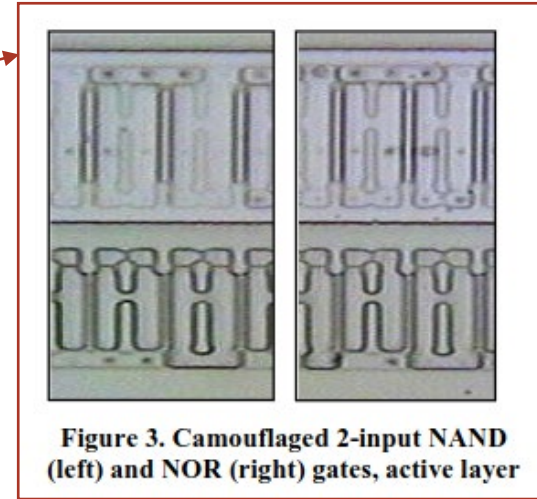 Figure 3. Camouflaged 2-input NAND
(left) and NOR (right) gates, active layer